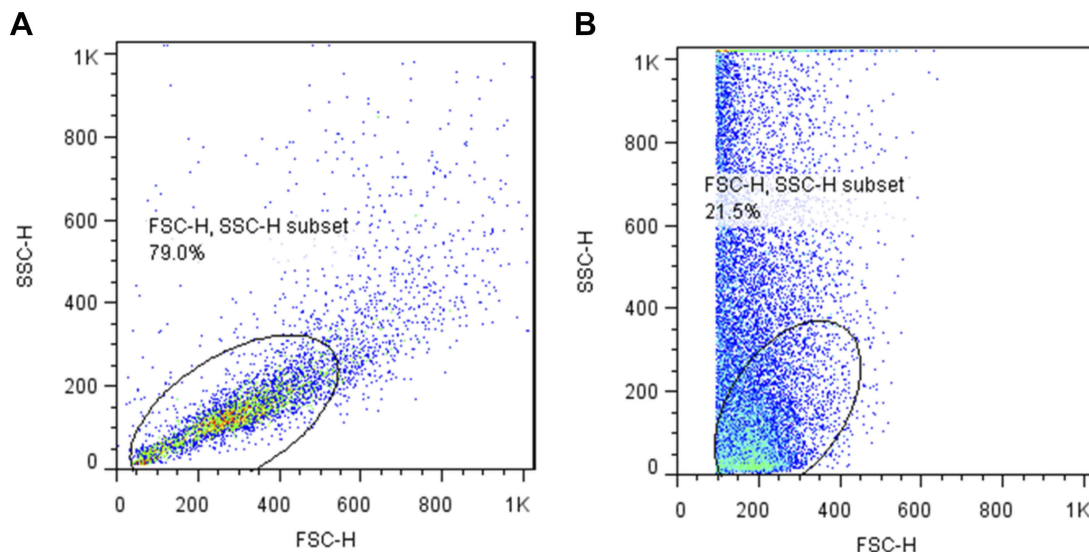 A
1K
800
600
400
200
0
SSC-H
FSC-H, SSC-H subset
79.0%
0 200 400 600 800 1K
FSC-H
B
1K
800
600
400
200
0
SSC-H
FSC-H, SSC-H subset
21.5%
0 200 400 600 800 1K
FSC-H